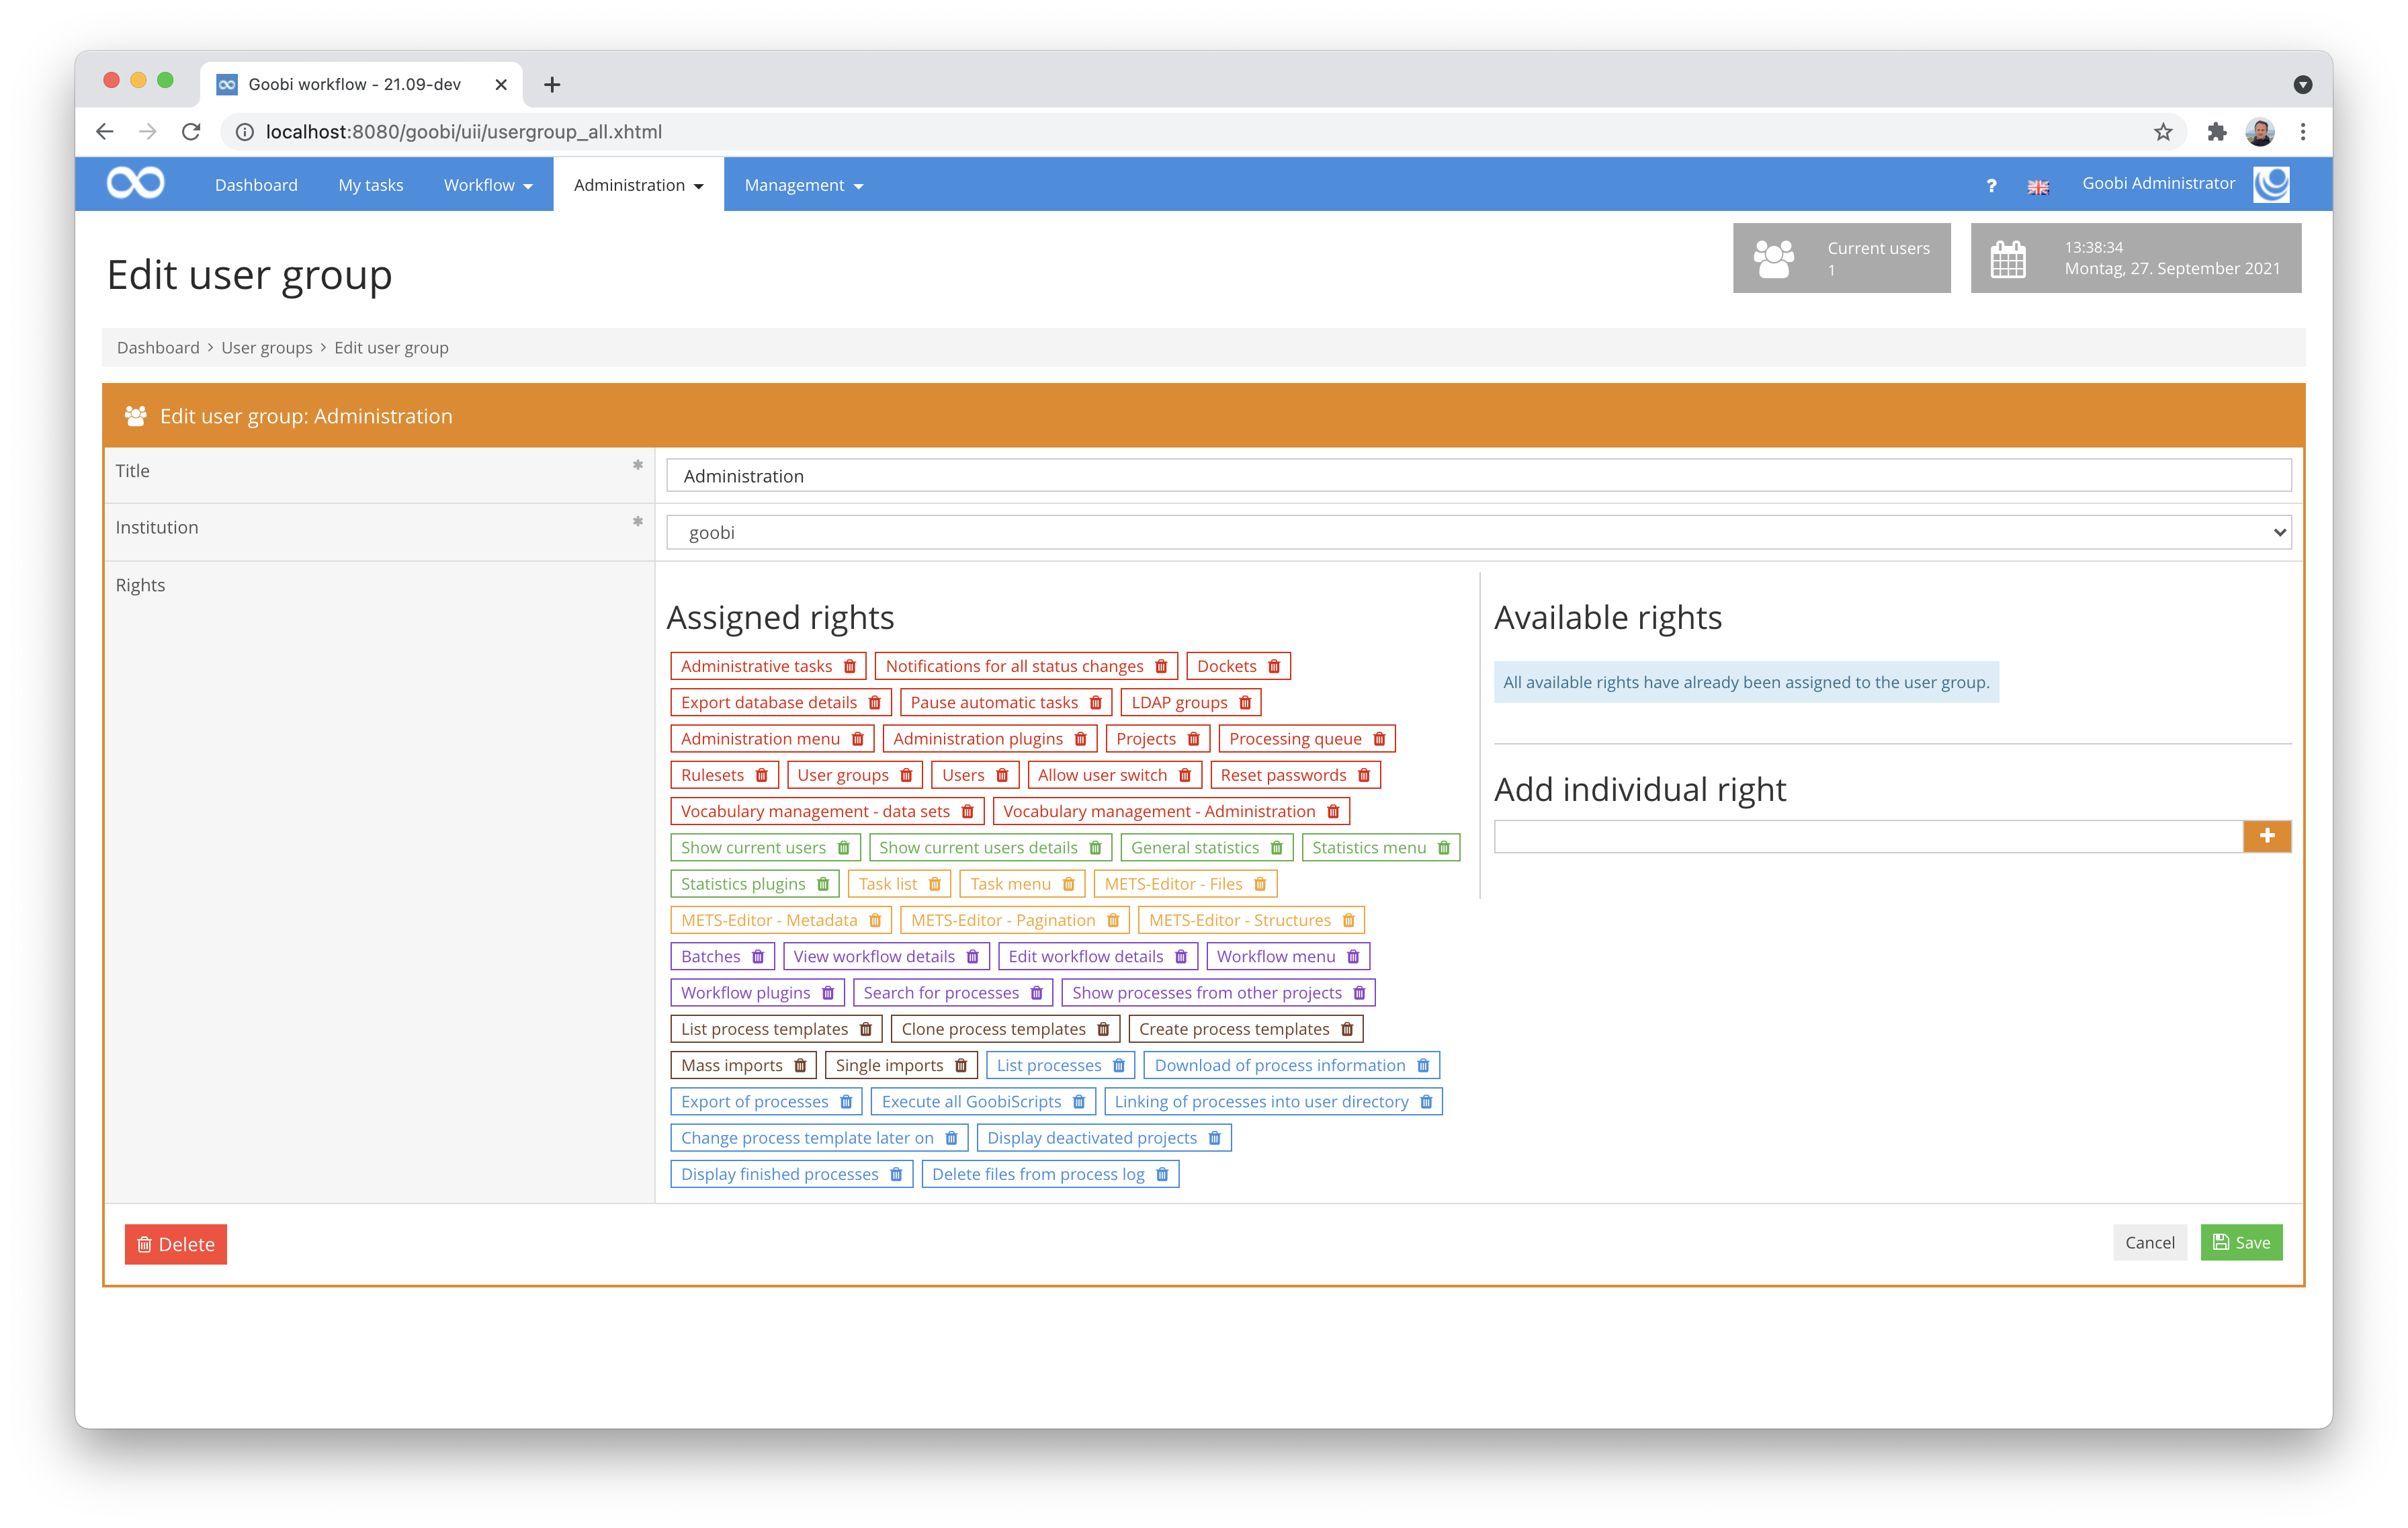 Goobi workflow - 21.09-dev
localhost:8080/goobi/uii/usergroup_all.xhtml
Dashboard My tasks Workflow Administration Management ? Goobi Administrator
Current users
1
13:38:34
Montag, 27. September 2021
Edit user group
Dashboard > User groups > Edit user group
Edit user group: Administration
Title *
Administration
Institution *
goobi
Rights
Assigned rights
Administrative tasks Notifications for all status changes Dockets
Export database details Pause automatic tasks LDAP groups
Administration menu Administration plugins Projects Processing queue
Rulesets User groups Users Allow user switch Reset passwords
Vocabulary management - data sets Vocabulary management - Administration
Show current users Show current users details General statistics Statistics menu
Statistics plugins Task list Task menu METS-Editor - Files
METS-Editor - Metadata METS-Editor - Pagination METS-Editor - Structures
Batches View workflow details Edit workflow details Workflow menu
Workflow plugins Search for processes Show processes from other projects
List process templates Clone process templates Create process templates
Mass imports Single imports List processes Download of process information
Export of processes Execute all GoobiScripts Linking of processes into user directory
Change process template later on Display deactivated projects
Display finished processes Delete files from process log
Available rights
All available rights have already been assigned to the user group.
Add individual right
Delete
Cancel Save